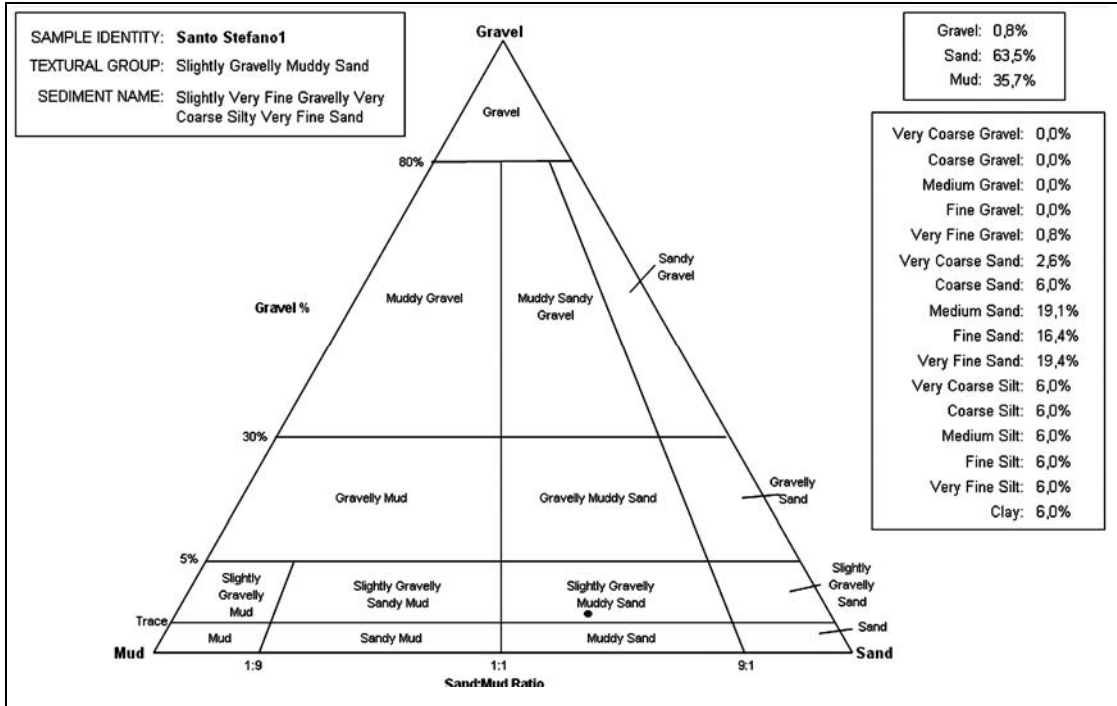 SAMPLE IDENTITY: Santo Stefano1
TEXTURAL GROUP: Slightly Gravelly Muddy Sand
SEDIMENT NAME: Slightly Very Fine Gravelly Very
Coarse Silty Very Fine Sand
Gravel
Gravel: 0,8%
Sand: 63,5%
Mud: 35,7%
Gravel
80%
Very Coarse Gravel: 0,0%
Coarse Gravel: 0,0%
Medium Gravel: 0,0%
Fine Gravel: 0,0%
Very Fine Gravel: 0,8%
Very Coarse Sand: 2,6%
Coarse Sand: 6,0%
Medium Sand: 19,1%
Fine Sand: 16,4%
Very Fine Sand: 19,4%
Very Coarse Silt: 6,0%
Coarse Silt: 6,0%
Medium Silt: 6,0%
Fine Silt: 6,0%
Very Fine Silt: 6,0%
Clay: 6,0%
Sandy
Gravel
Gravel %
Muddy Gravel
Muddy Sandy
Gravel
30%
Gravelly Mud
Gravelly Muddy Sand
Gravelly
Sand
5%
Slightly
Gravelly
Mud
Slightly Gravelly
Sandy Mud
Slightly Gravelly
Muddy Sand
Slightly
Gravelly
Sand
Trace
Mud
Sandy Mud
Muddy Sand
Sand
Mud
Sand
1:9
1:1
9:1
Sand:Mud Ratio